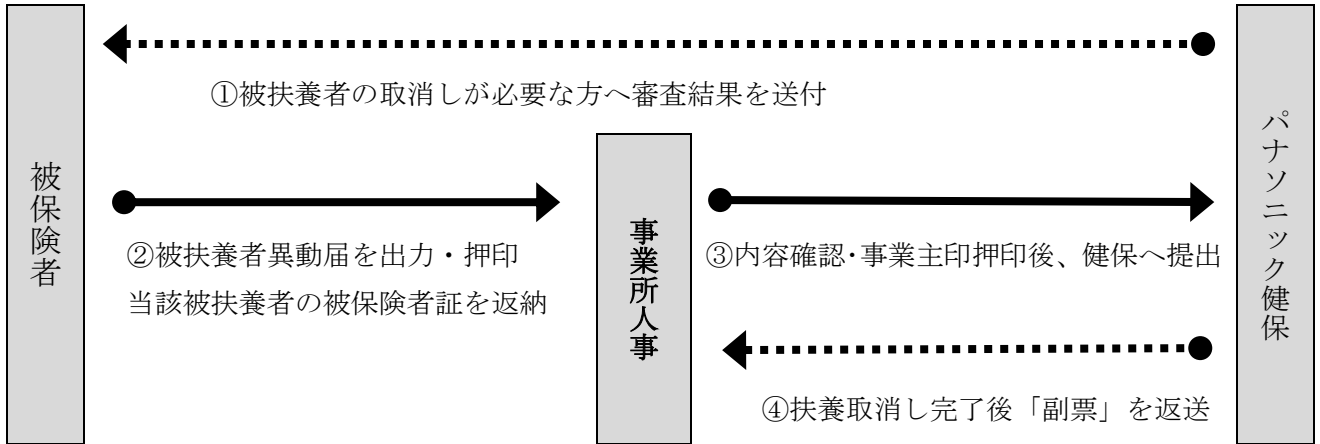 ①被扶養者の取消しが必要な方へ審査結果を送付
被保険者
②被扶養者異動届を出力・押印
当該被扶養者の被保険者証を返納
事業所人事
③内容確認･事業主印押印後、健保へ提出
④扶養取消し完了後「副票」を返送
パナソニック健保